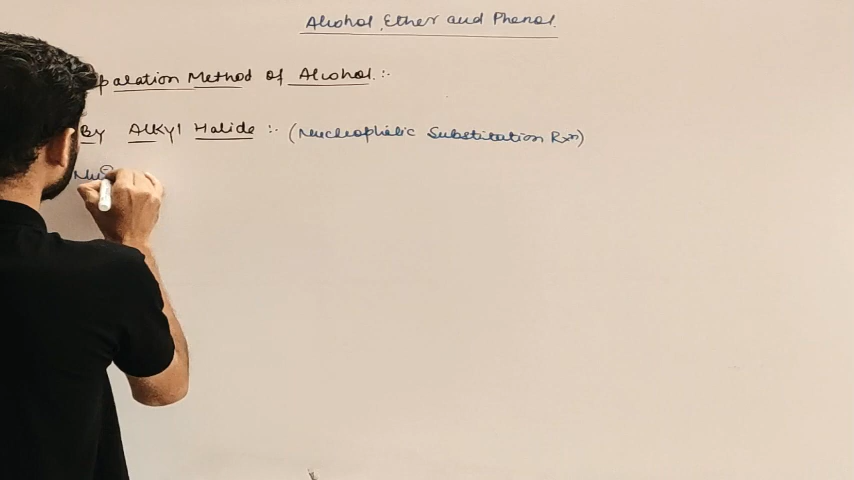 Alcohol, Ether and Phenol.
paration Method of Alcohol :-
By Alkyl Halide :- (Nucleophilic Substitution Rxn)